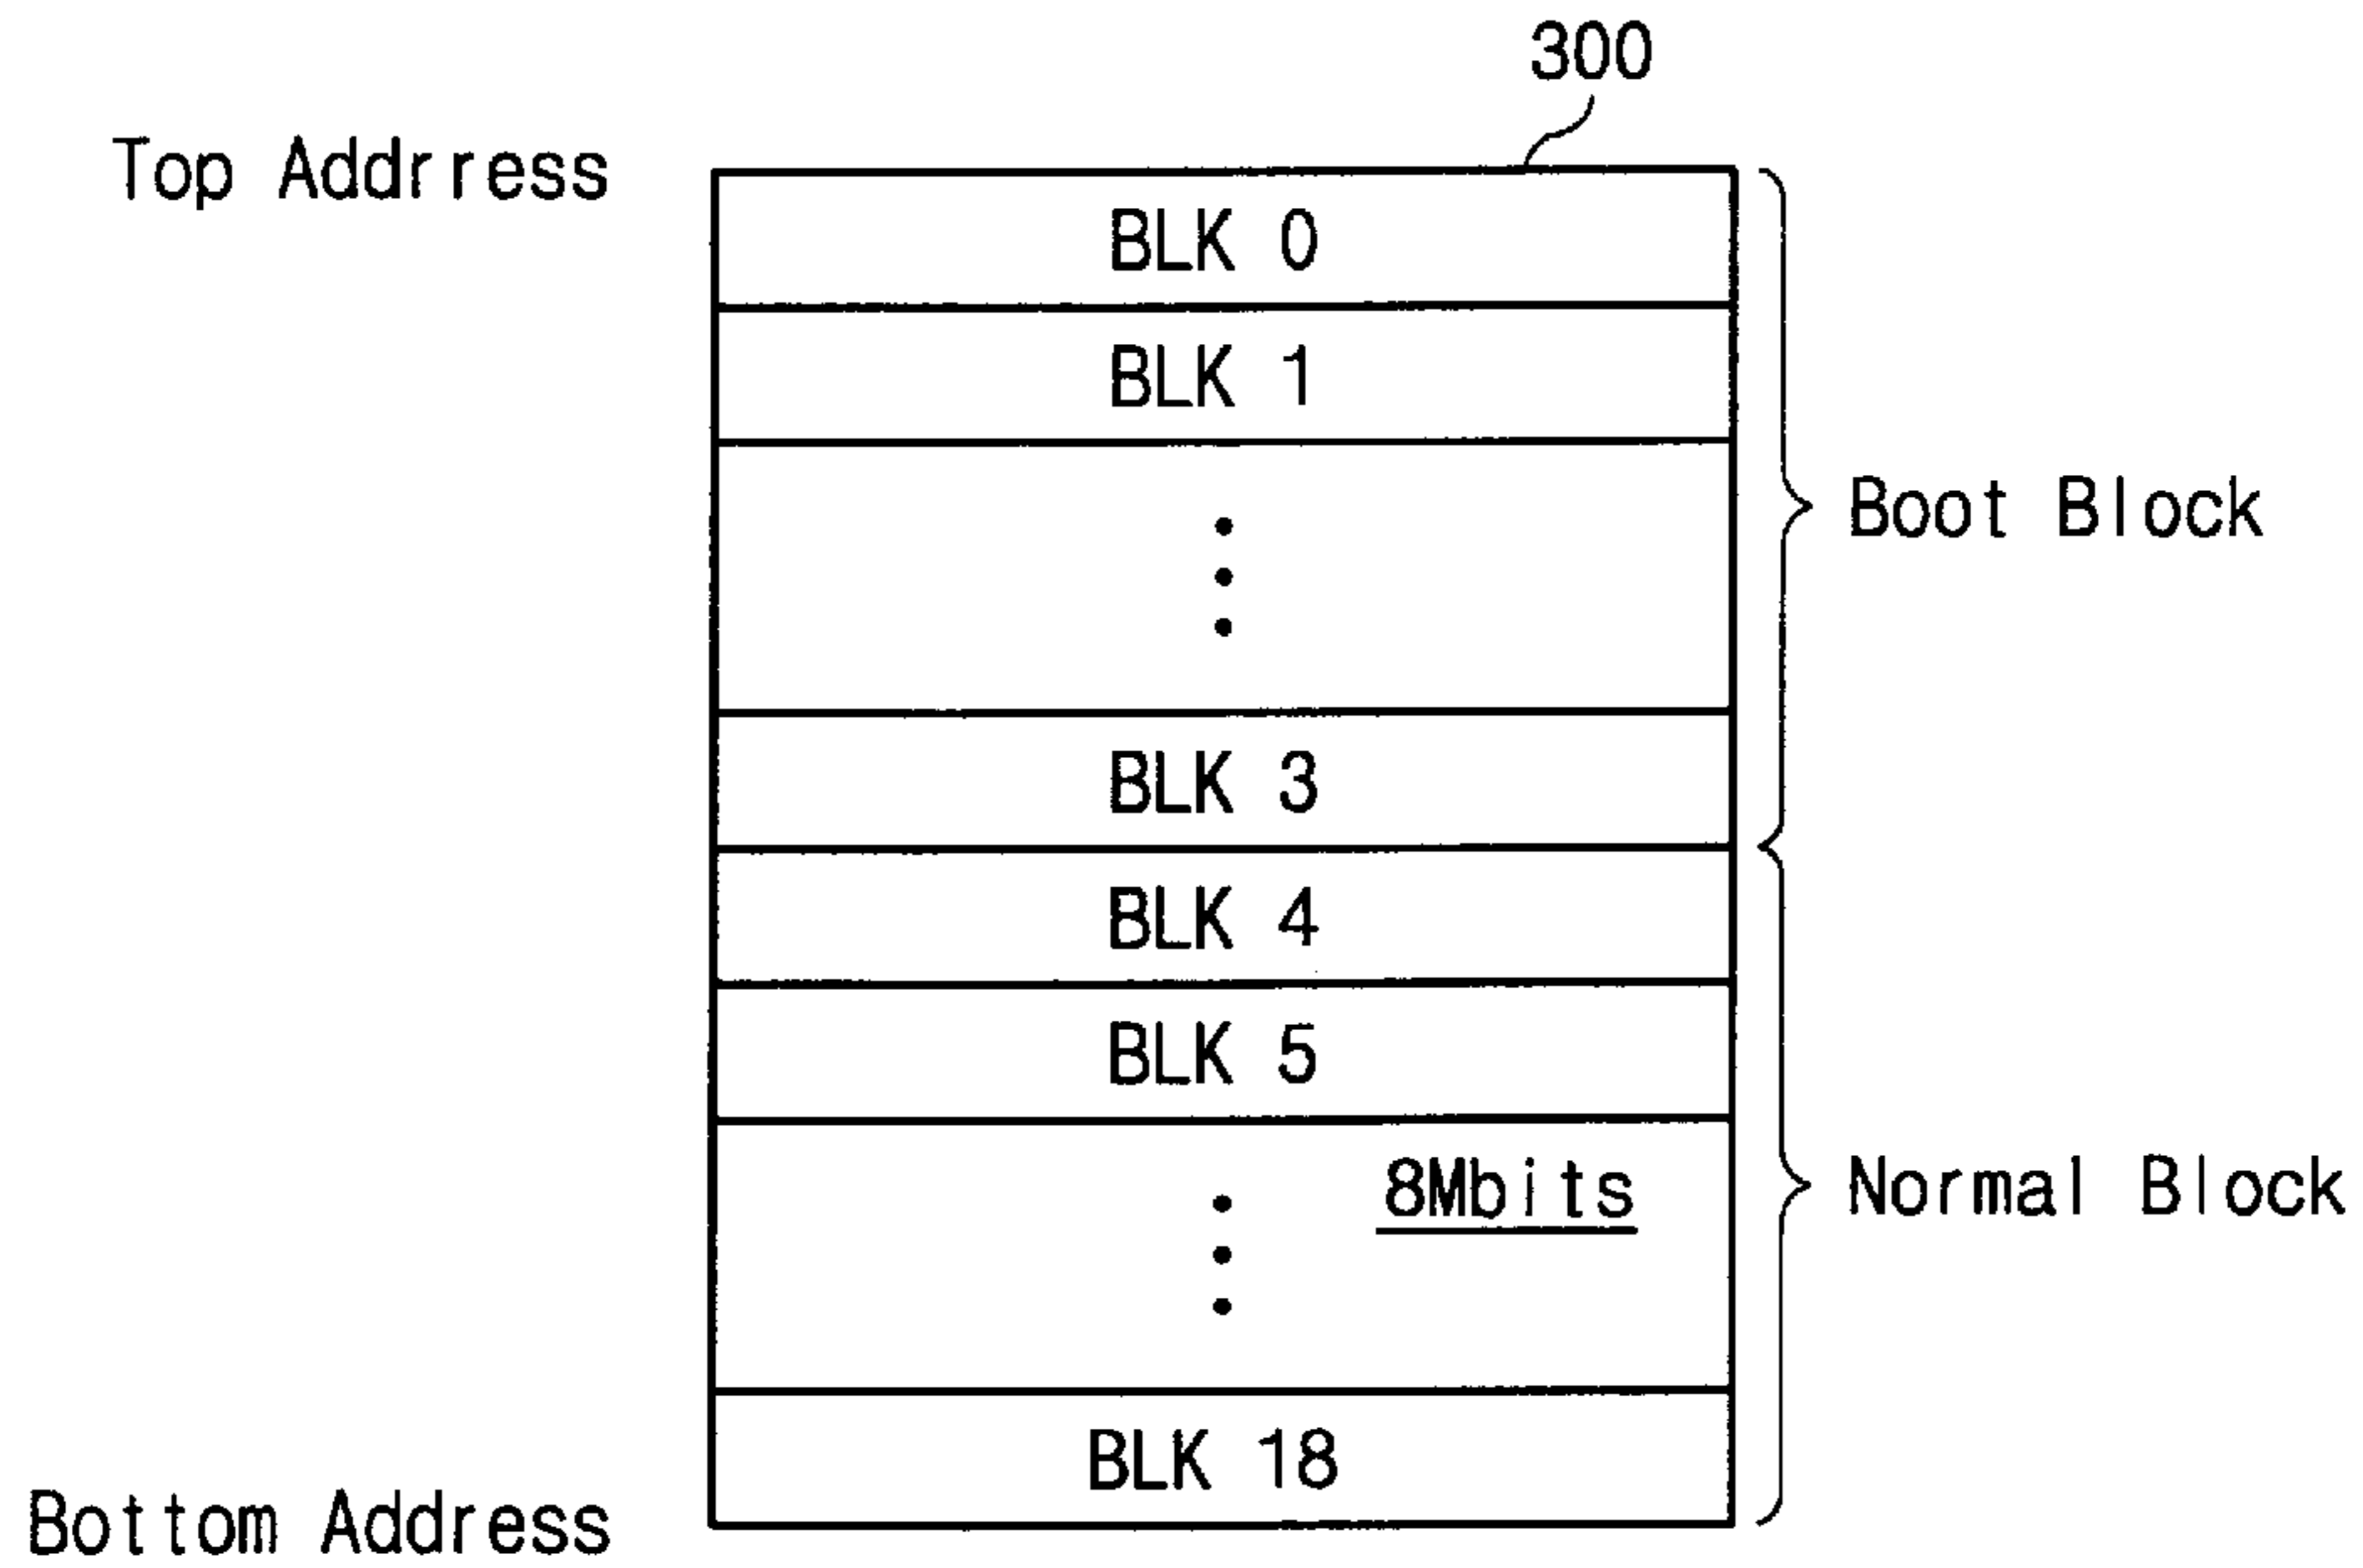 300
Top Addrress
BLK 0
BLK 1
Boot Block
BLK 3
BLK 4
BLK 5
8Mbits
Normal Block
BLK 18
Bottom Address